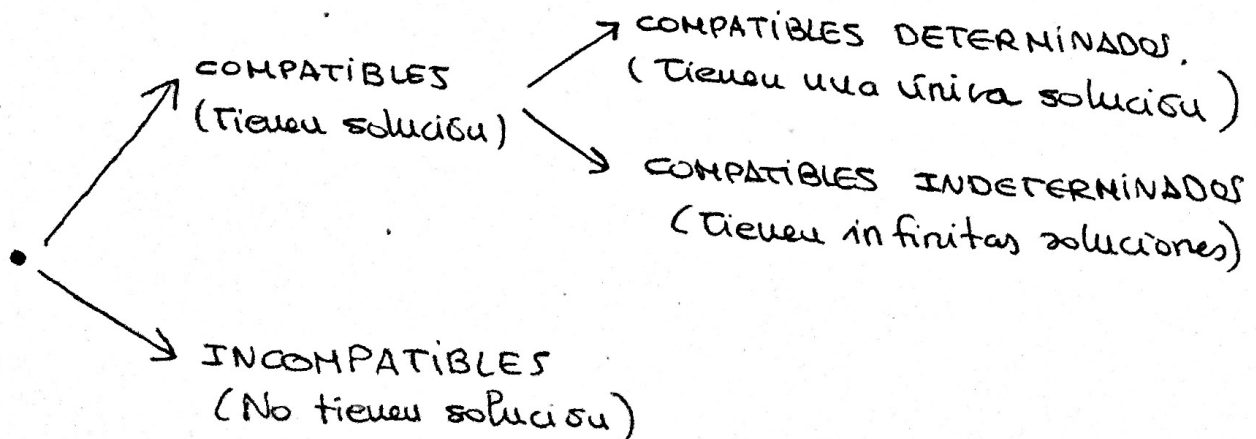 COMPATIBLES DETERMINADOS.
(Tienen una única solución)
COMPATIBLES
(Tienen solución)
COMPATIBLES INDETERMINADOS
(Tienen infinitas soluciones)
INCOMPATIBLES
(No tienen solución)